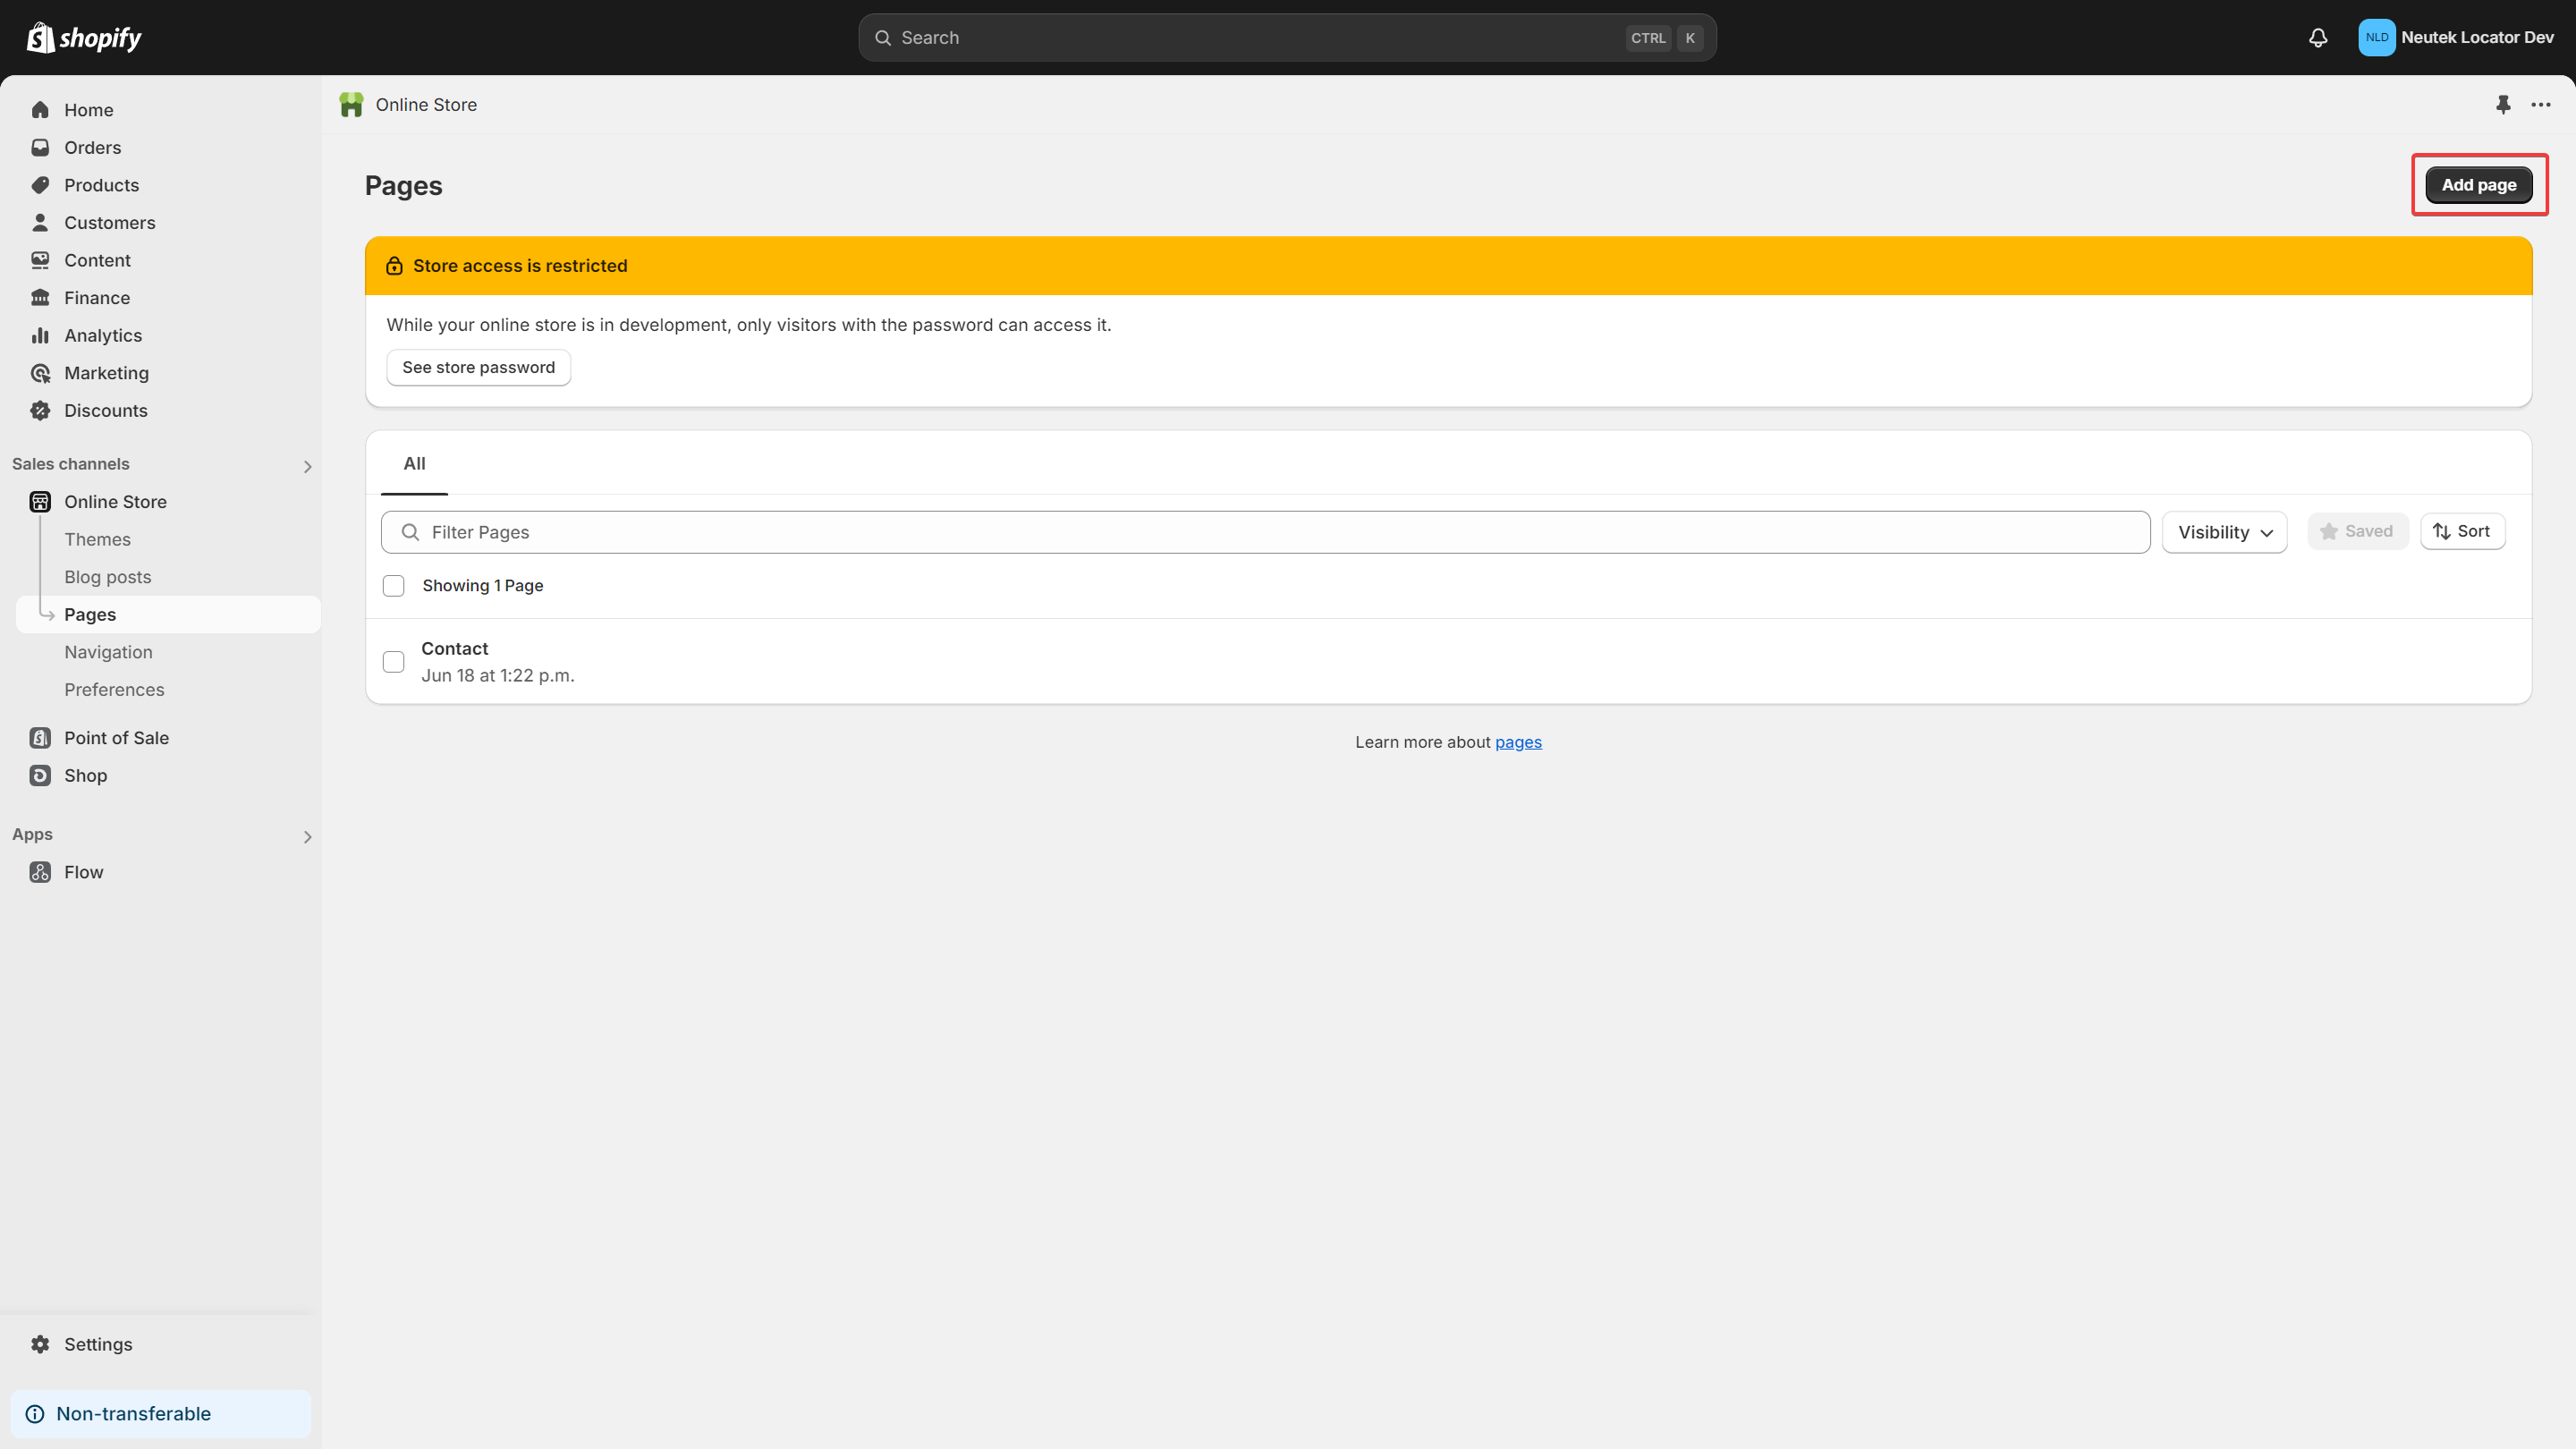 shopify
Search CTRL K
NLD Neutek Locator Dev
Home
Orders
Products
Customers
Content
Finance
Analytics
Marketing
Discounts
Sales channels
Online Store
Themes
Blog posts
Pages
Navigation
Preferences
Point of Sale
Shop
Apps
Flow
Settings
Non-transferable
Online Store
Pages
Add page
Store access is restricted
While your online store is in development, only visitors with the password can access it.
See store password
All
Filter Pages Visibility Saved Sort
Showing 1 Page
Contact
Jun 18 at 1:22 p.m.
Learn more about pages